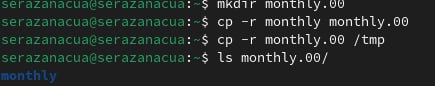 serazanacua@serazanacua:~$ mkdir monthly.00
serazanacua@serazanacua:~$ cp -r monthly monthly.00
serazanacua@serazanacua:~$ cp -r monthly.00 /tmp
serazanacua@serazanacua:~$ ls monthly.00/
monthly